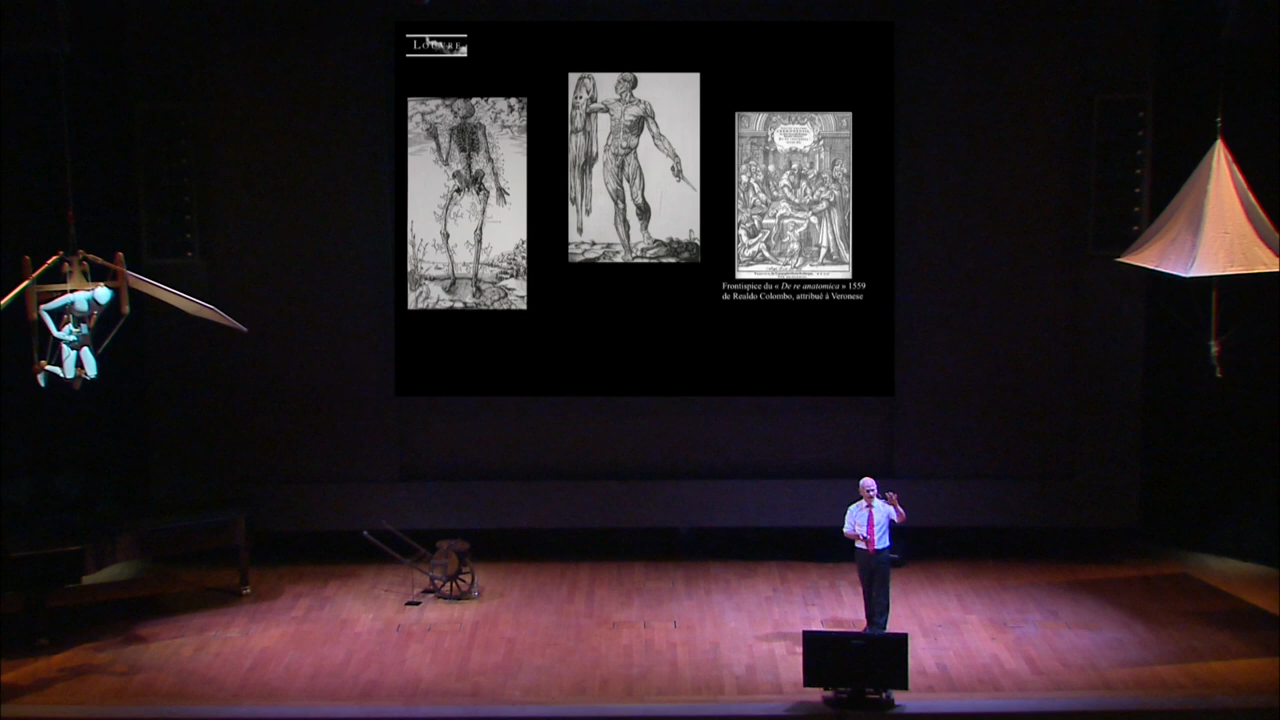 LOUVRE
Frontispice du « De re anatomica » 1559
de Realdo Colombo, attribué à Veronese